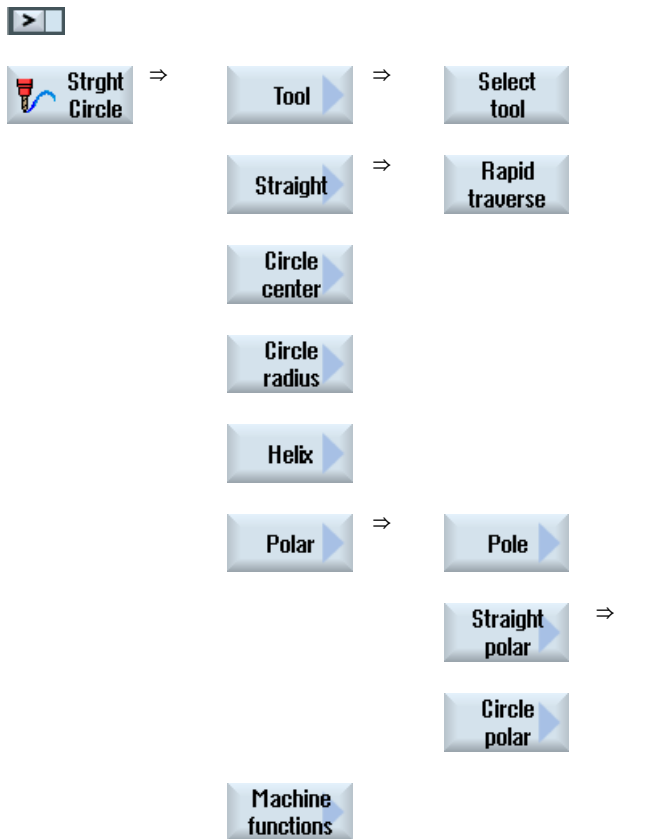 >
Strght
Circle
⇒
Tool
⇒
Select
tool
Straight
⇒
Rapid
traverse
Circle
center
Circle
radius
Helix
Polar
⇒
Pole
Straight
polar
⇒
Circle
polar
Machine
functions